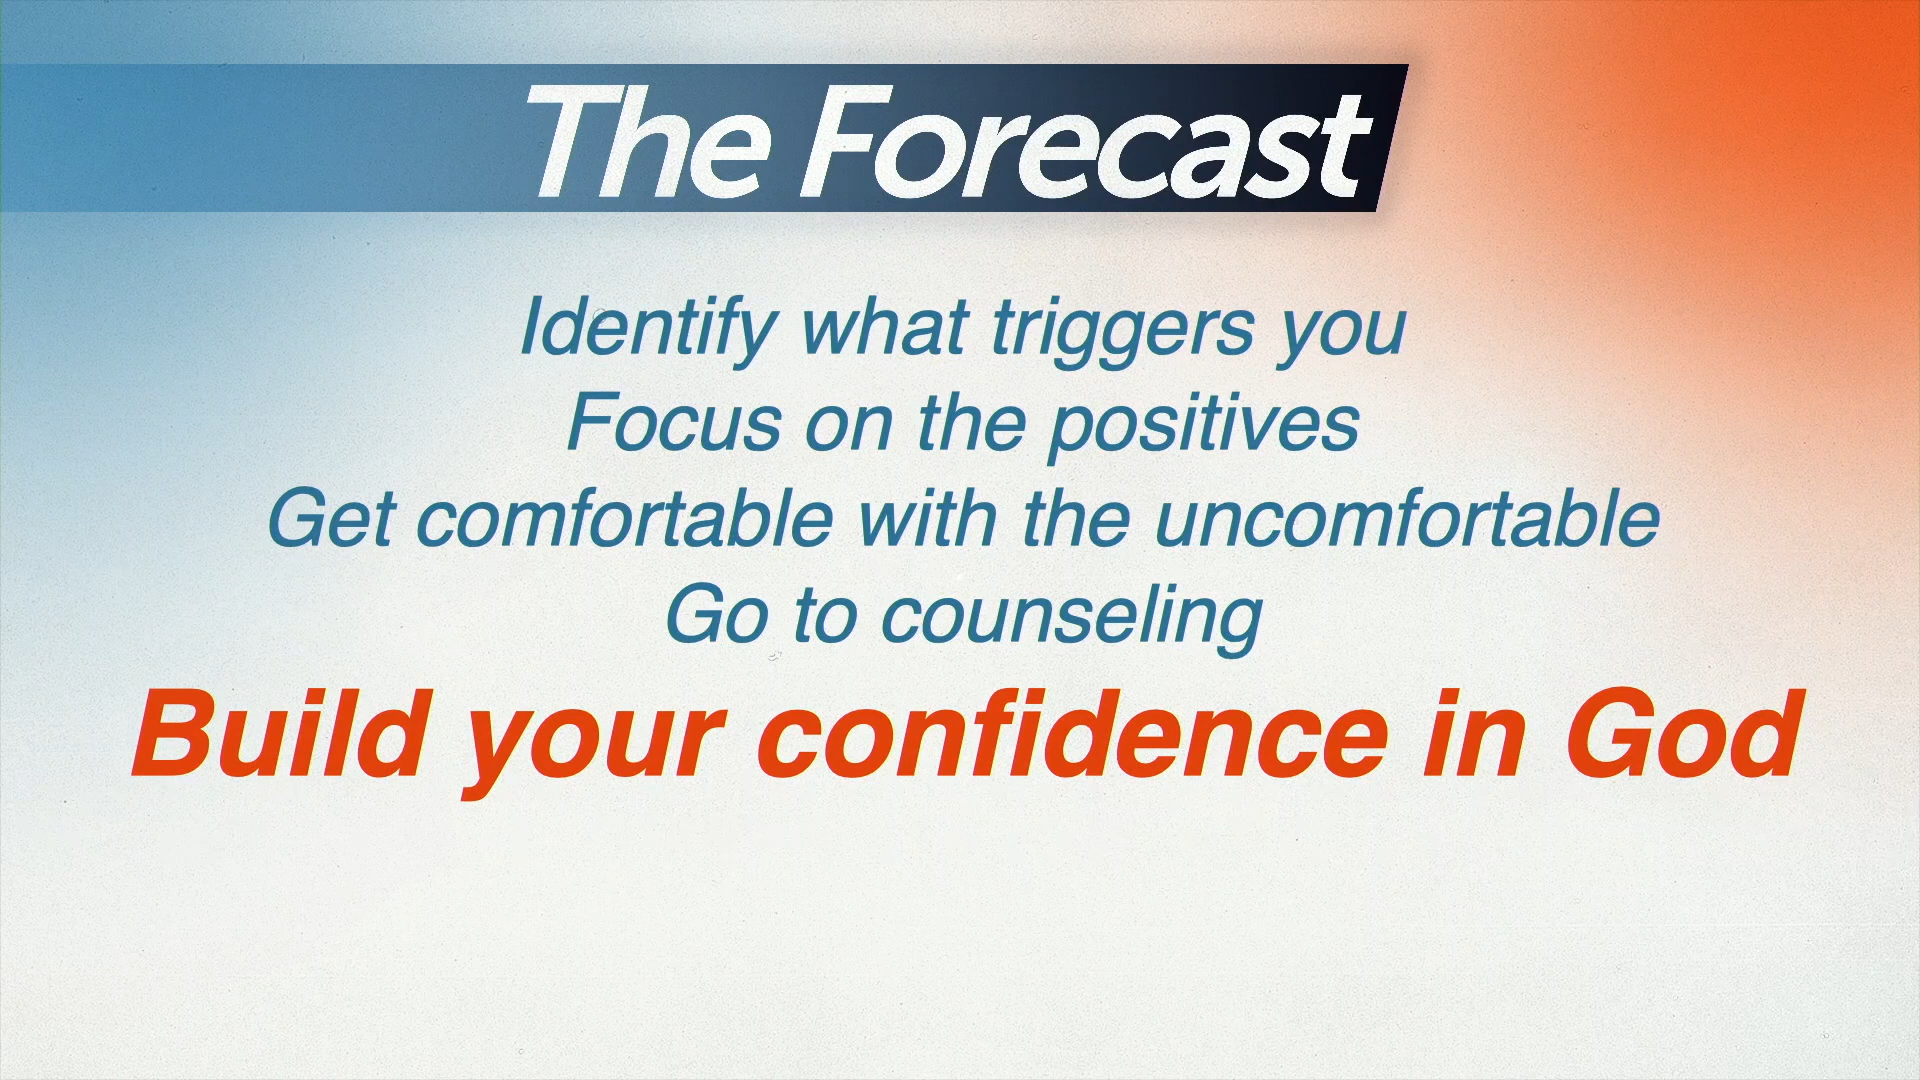 The Forecast
Identify what triggers you
Focus on the positives
Get comfortable with the uncomfortable
Go to counseling
Build your confidence in God